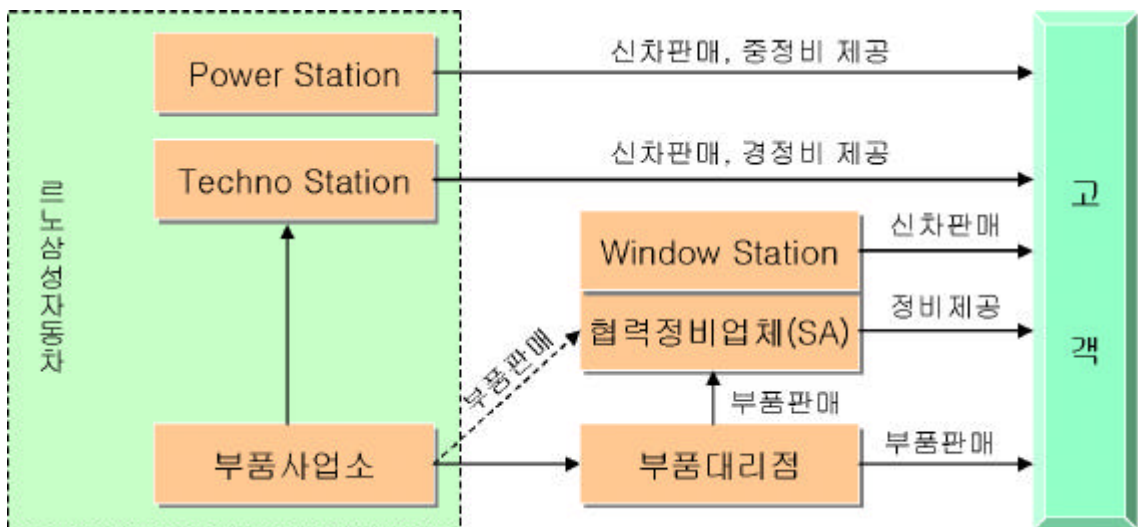 Power Station
신차판매, 중정비 제공
Techno Station
신차판매, 경정비 제공
르노삼성자동차
고객
Window Station
신차판매
협력정비업체(SA)
정비제공
부품판매
부품판매
부품사업소
부품대리점
부품판매